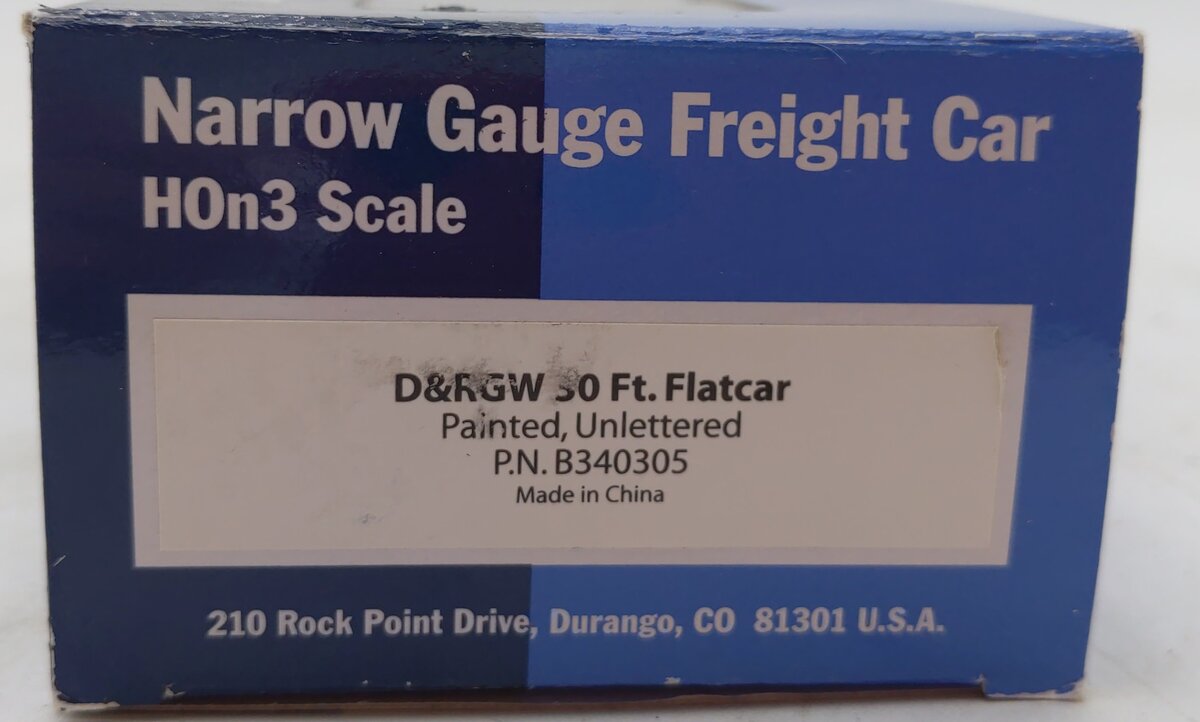 Narrow Gauge Freight Car
HOn3 Scale
D&RGW 30 Ft. Flatcar
Painted, Unlettered
P.N. B340305
Made in China
210 Rock Point Drive, Durango, CO 81301 U.S.A.